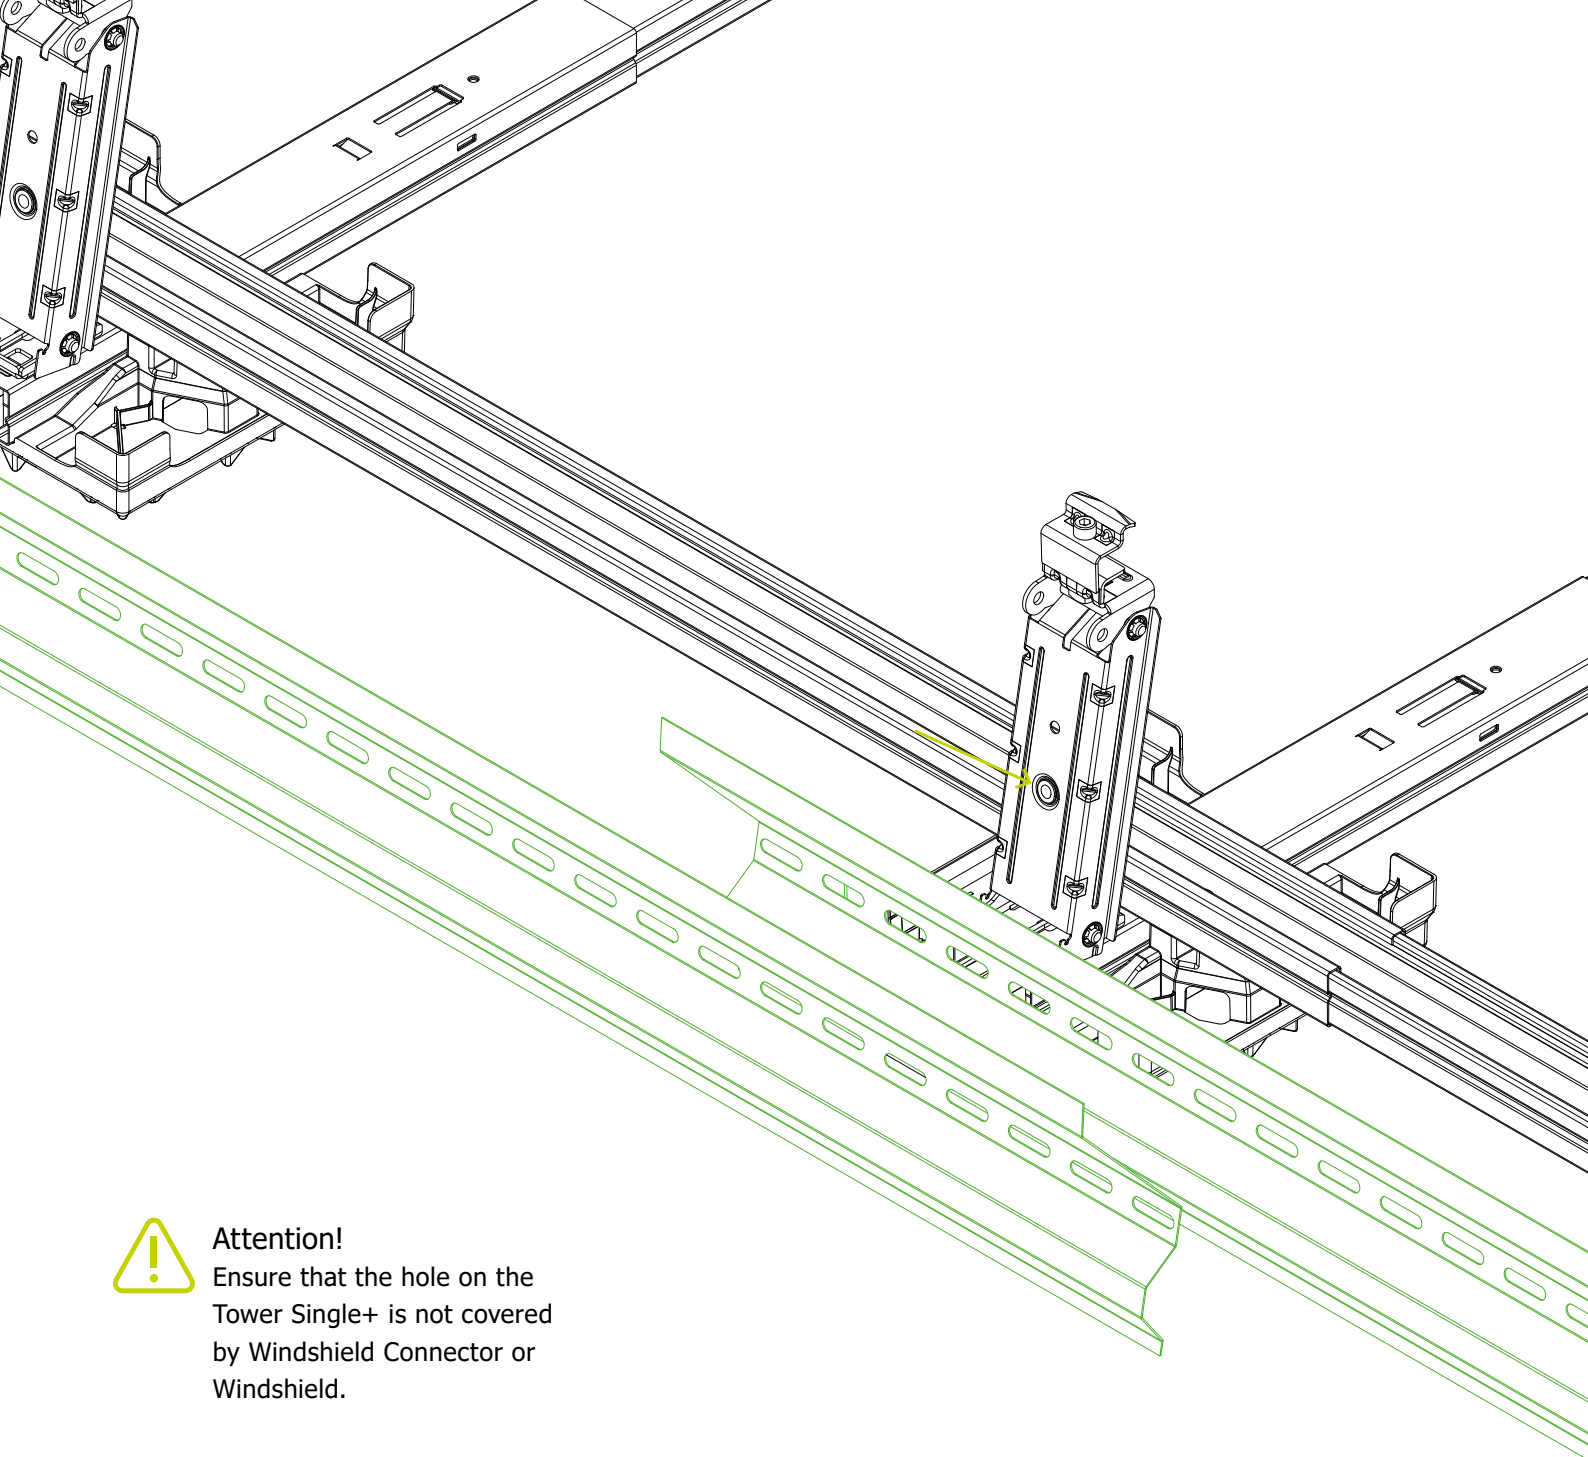 Attention!
Ensure that the hole on the
Tower Single+ is not covered
by Windshield Connector or
Windshield.